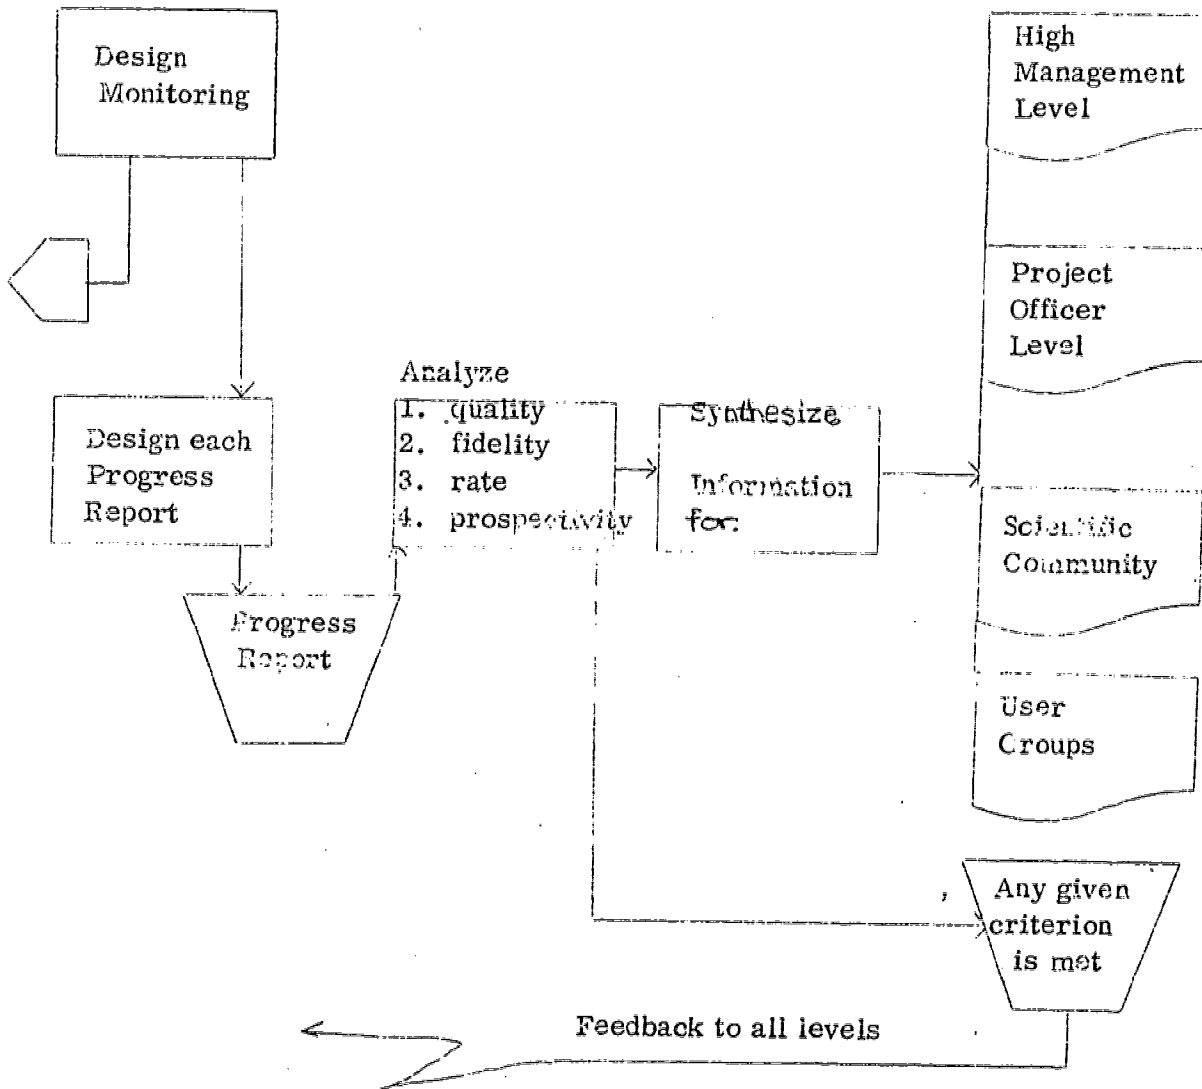 Design
Monitoring
High
Management
Level
Project
Officer
Level
Analyze
1. quality
2. fidelity
3. rate
4. prospectivity
Synthesize
Information
for:
Design each
Progress
Report
Scientific
Community
Progress
Report
User
Groups
Any given
criterion
is met
Feedback to all levels